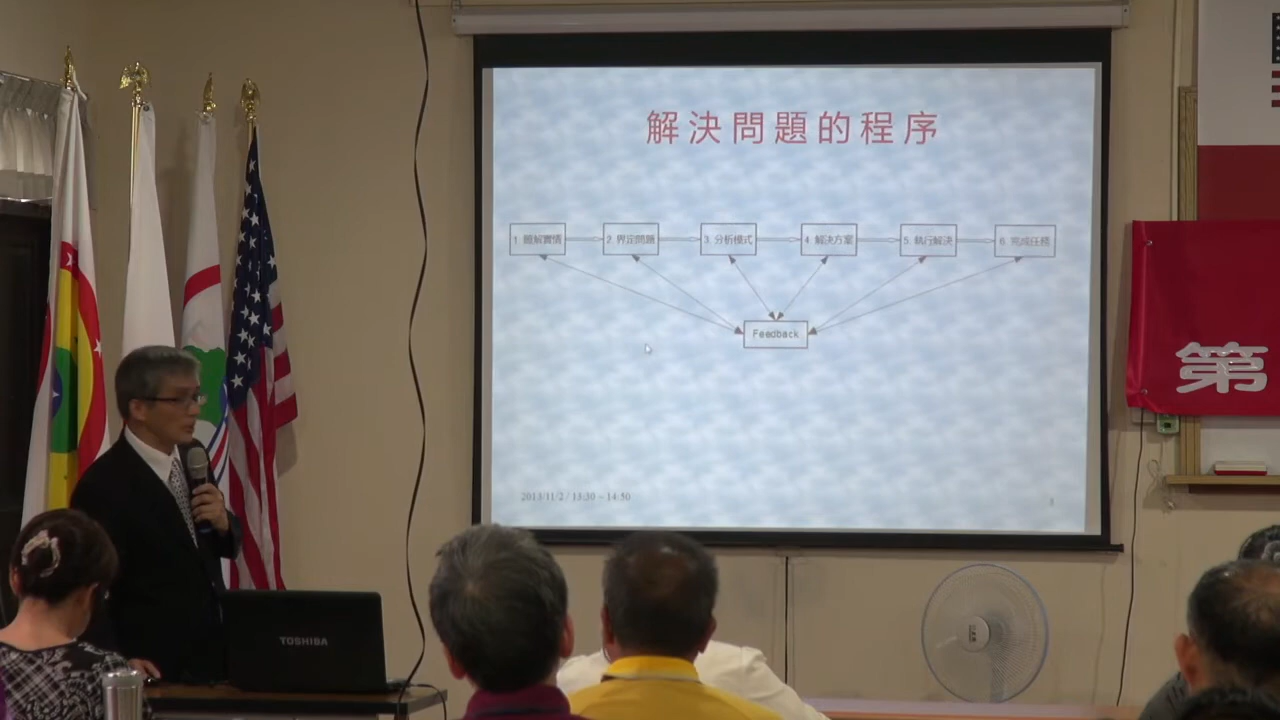 解決問題的程序
1 瞭解實情
2. 界定問題
3. 分析模式
4 解決方案
5. 執行解決
6. 完成任務
Feedback
2013/11/2 / 13:30 ~ 14:50
1
第
TOSHIBA